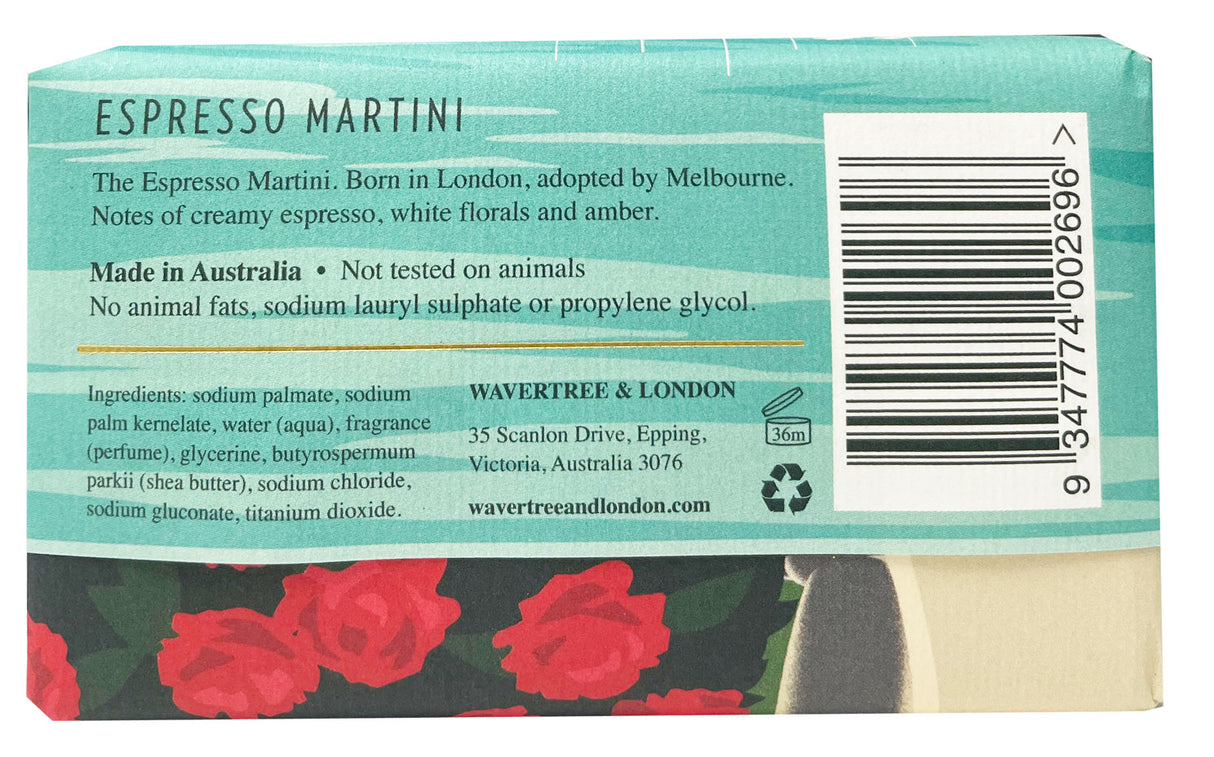 ESPRESSO MARTINI
The Espresso Martini. Born in London, adopted by Melbourne.
Notes of creamy espresso, white florals and amber.
Made in Australia • Not tested on animals
No animal fats, sodium lauryl sulphate or propylene glycol.
Ingredients: sodium palmate, sodium
palm kernelate, water (aqua), fragrance
(perfume), glycerine, butyrospermum
parkii (shea butter), sodium chloride,
sodium gluconate, titanium dioxide.
WAVERTREE & LONDON
35 Scanlon Drive, Epping,
Victoria, Australia 3076
wavertreeandlondon.com
36m
9 347774 002696 >